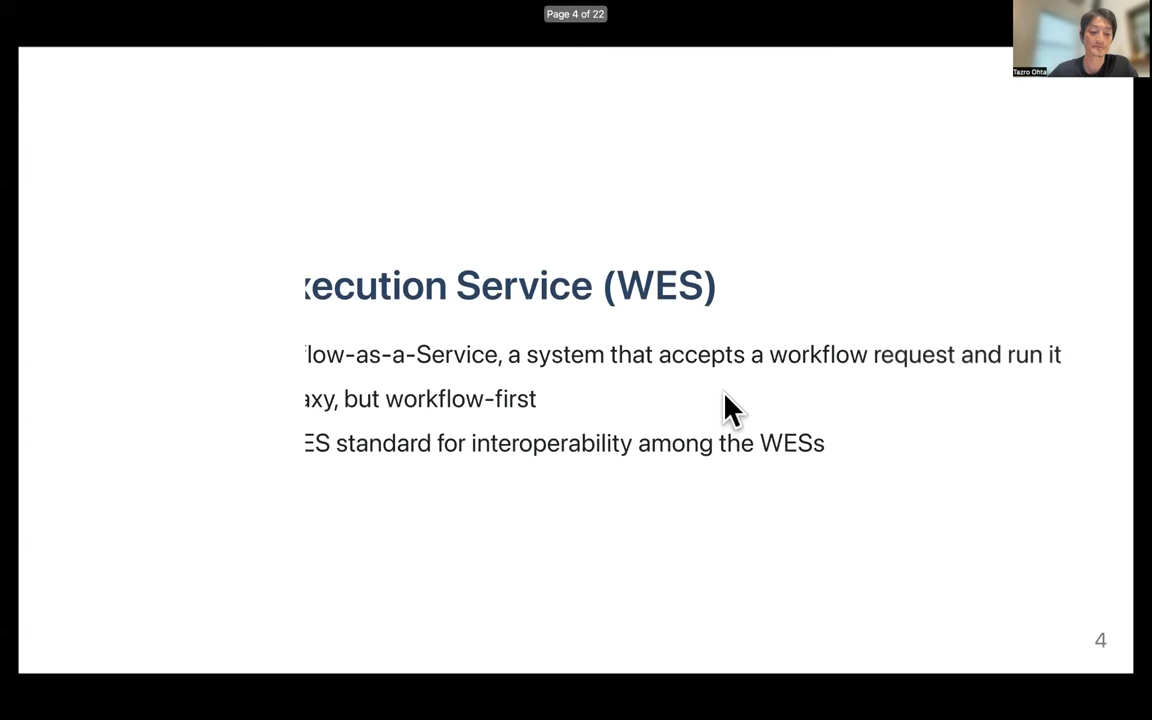 Page 4 of 22
Tazro Ohta
xecution Service (WES)
flow-as-a-Service, a system that accepts a workflow request and run it
axy, but workflow-first
ES standard for interoperability among the WESs
4